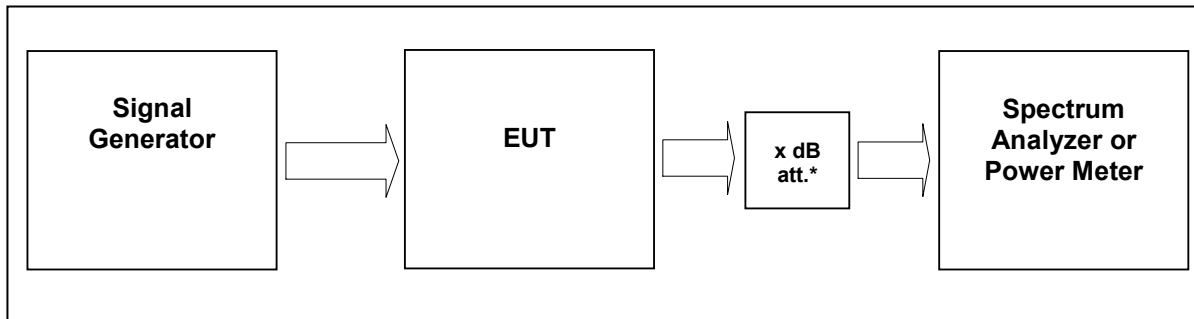 Signal
Generator
EUT
x dB
att.*
Spectrum
Analyzer or
Power Meter